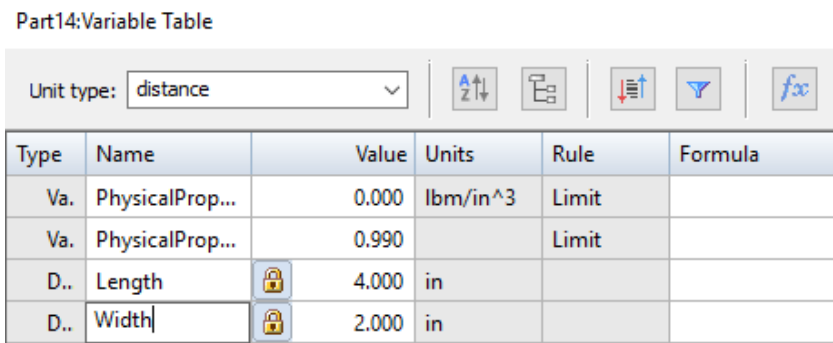 Part14:Variable Table
Unit type: distance
A Z fx
Type Name Value Units Rule Formula
Va. PhysicalProp... 0.000 lbm/in^3 Limit
Va. PhysicalProp... 0.990 Limit
D.. Length 4.000 in
D.. Width 2.000 in